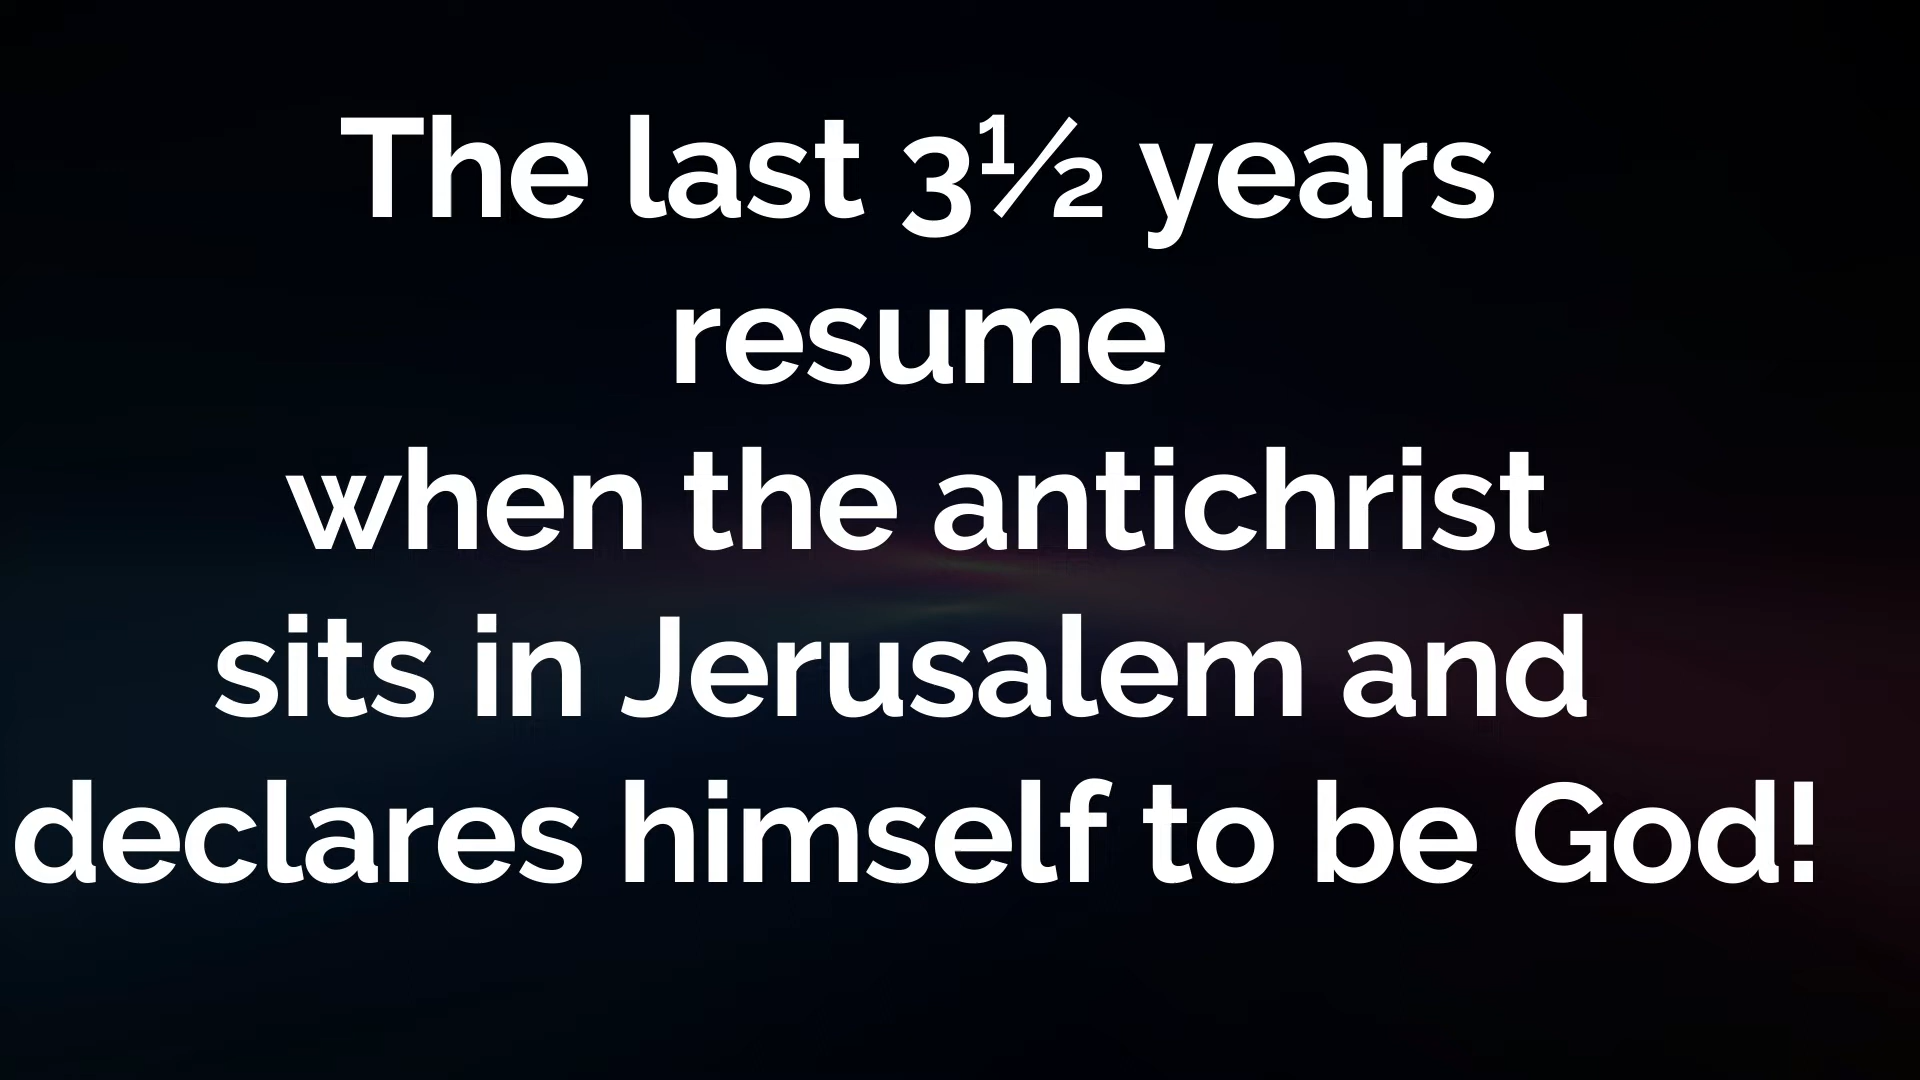 The last 3½ years
resume
when the antichrist
sits in Jerusalem and
declares himself to be God!